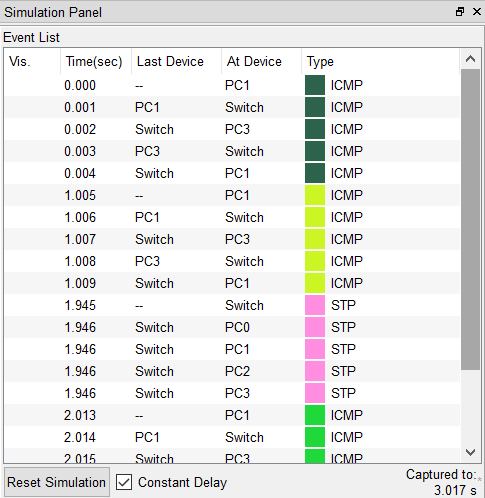 Simulation Panel
Event List
Vis. Time(sec) Last Device At Device Type
0.000 -- PC1 ICMP
0.001 PC1 Switch ICMP
0.002 Switch PC3 ICMP
0.003 PC3 Switch ICMP
0.004 Switch PC1 ICMP
1.005 -- PC1 ICMP
1.006 PC1 Switch ICMP
1.007 Switch PC3 ICMP
1.008 PC3 Switch ICMP
1.009 Switch PC1 ICMP
1.945 -- Switch STP
1.946 Switch PC0 STP
1.946 Switch PC1 STP
1.946 Switch PC2 STP
1.946 Switch PC3 STP
2.013 -- PC1 ICMP
2.014 PC1 Switch ICMP
2.015 Switch PC3 ICMP
Reset Simulation Constant Delay Captured to:*
3.017 s